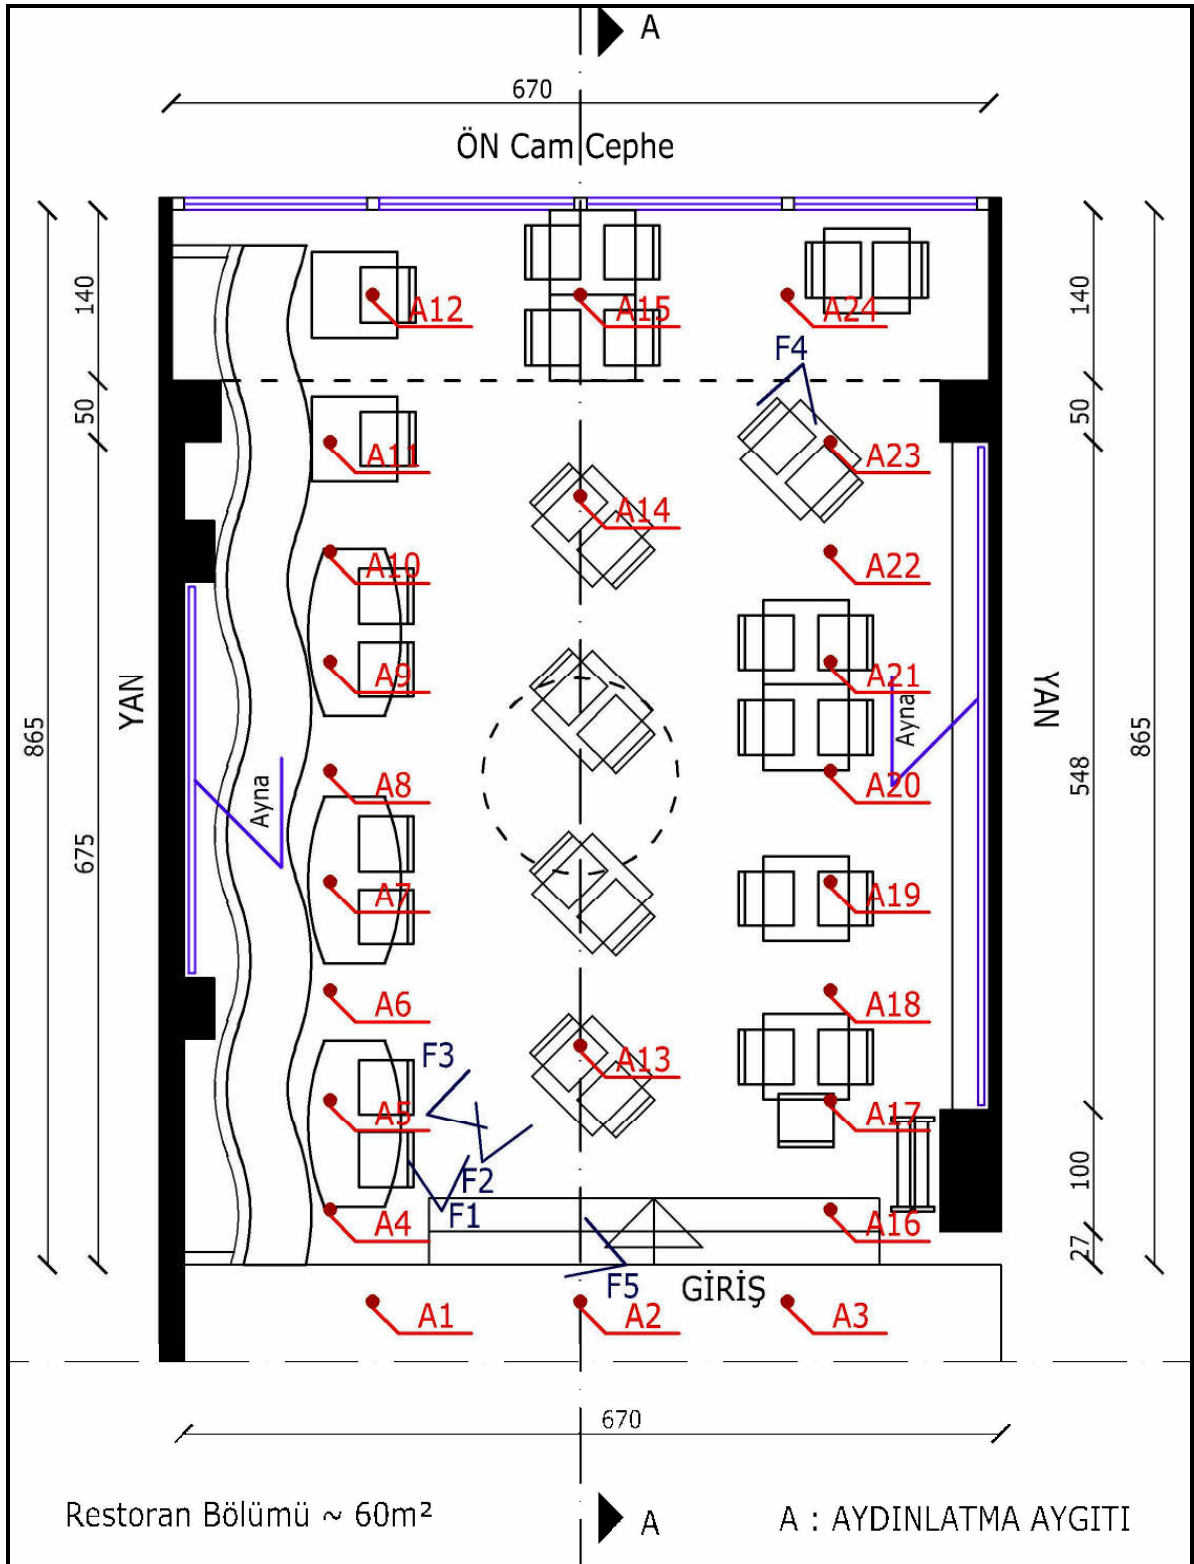 A
670
ÖN Cam Cephe
140
140
A12
A15
A24
F4
50
50
A11
A23
A14
A10
A22
A9
A21
YAN
YAN
Ayna
865
865
A8
A20
548
Ayna
675
A7
A19
A6
A18
F3
A13
A5
A17
F2
100
F1
A4
A16
27
F5
GİRİŞ
A1
A2
A3
670
Restoran Bölümü ~ 60m²
A
A : AYDINLATMA AYGITI